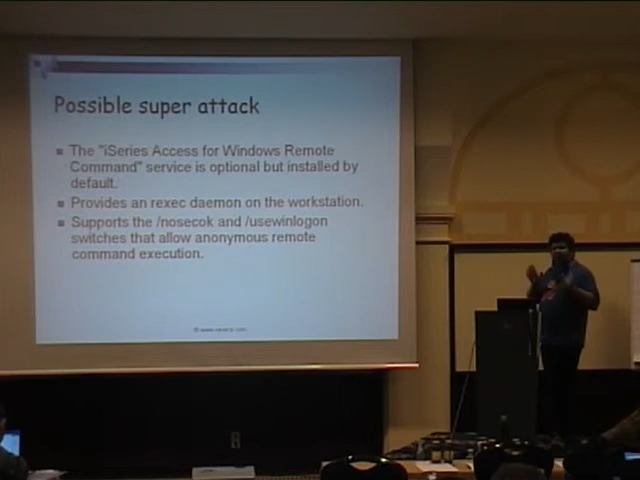 Possible super attack
The "iSeries Access for Windows Remote
Command" service is optional but installed by
default.
Provides an rexec daemon on the workstation.
Supports the /nosecok and /usewinlogon
switches that allow anonymous remote
command execution.